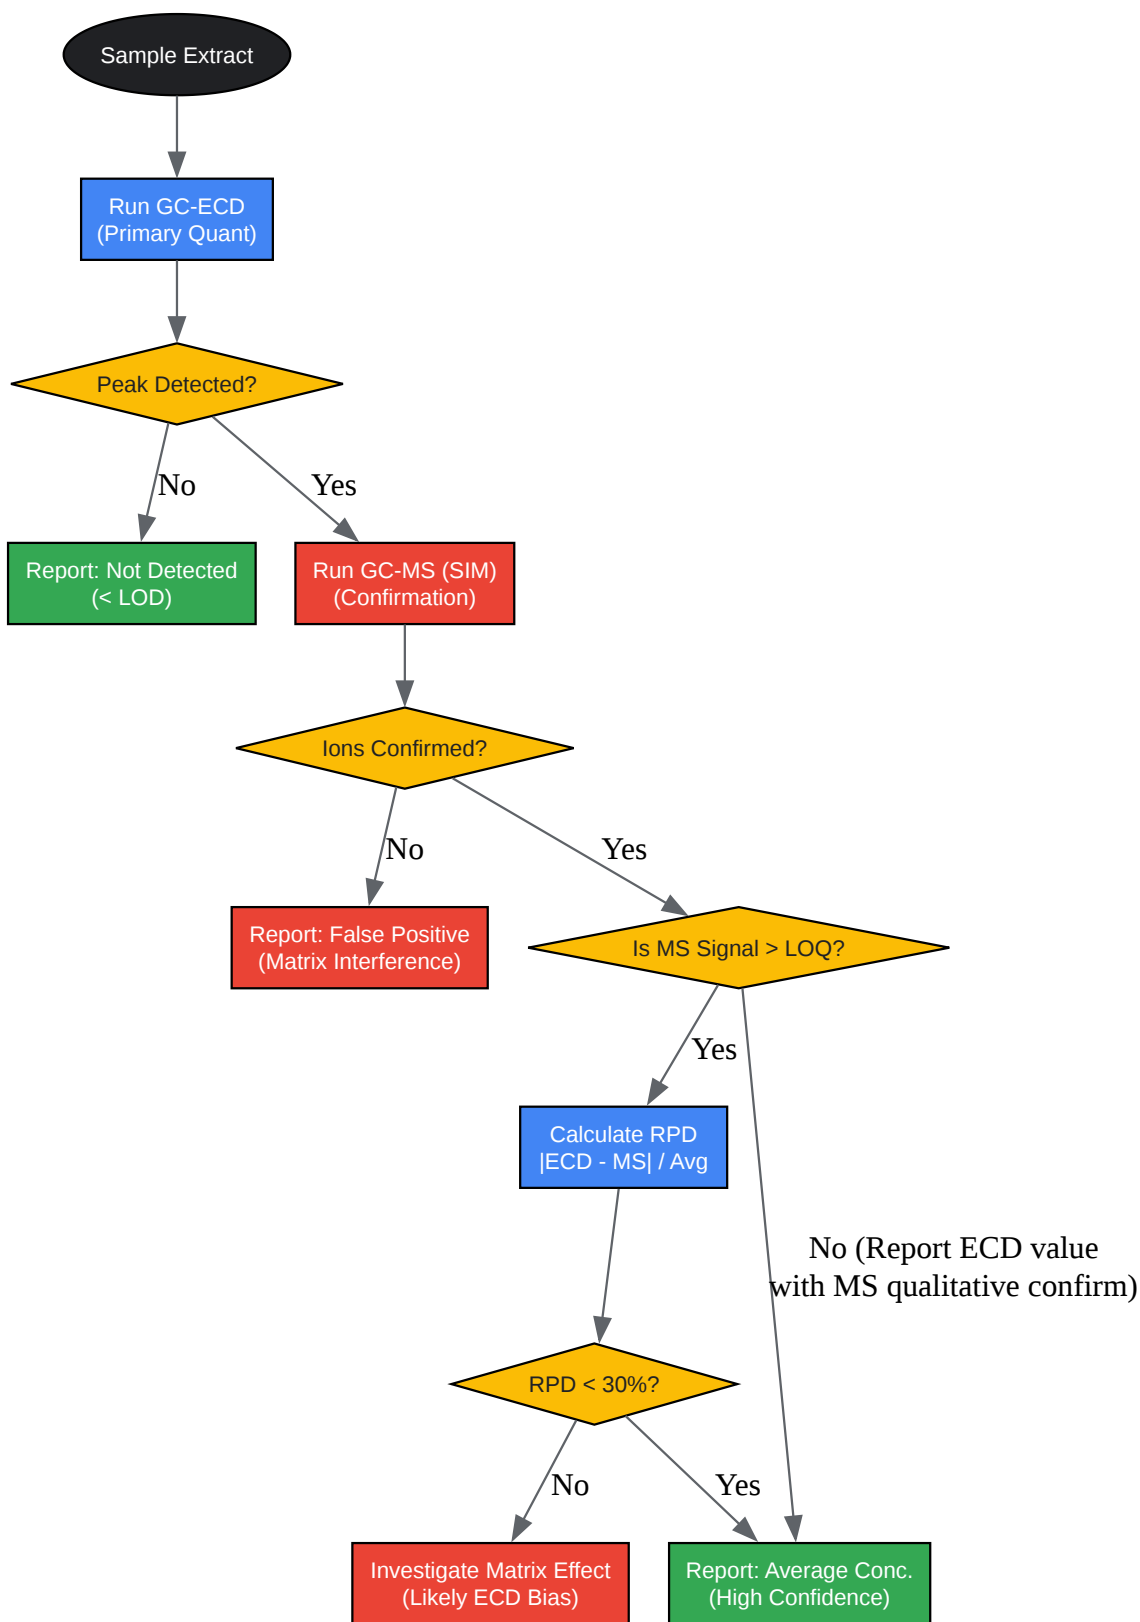 Sample Extract
Run GC-ECD
(Primary Quant)
Peak Detected?
No
Yes
Report: Not Detected
(< LOD)
Run GC-MS (SIM)
(Confirmation)
Ions Confirmed?
No
Yes
Report: False Positive
(Matrix Interference)
Is MS Signal > LOQ?
Yes
Calculate RPD
|ECD - MS| / Avg
No (Report ECD value
with MS qualitative confirm)
RPD < 30%?
No
Yes
Investigate Matrix Effect
(Likely ECD Bias)
Report: Average Conc.
(High Confidence)